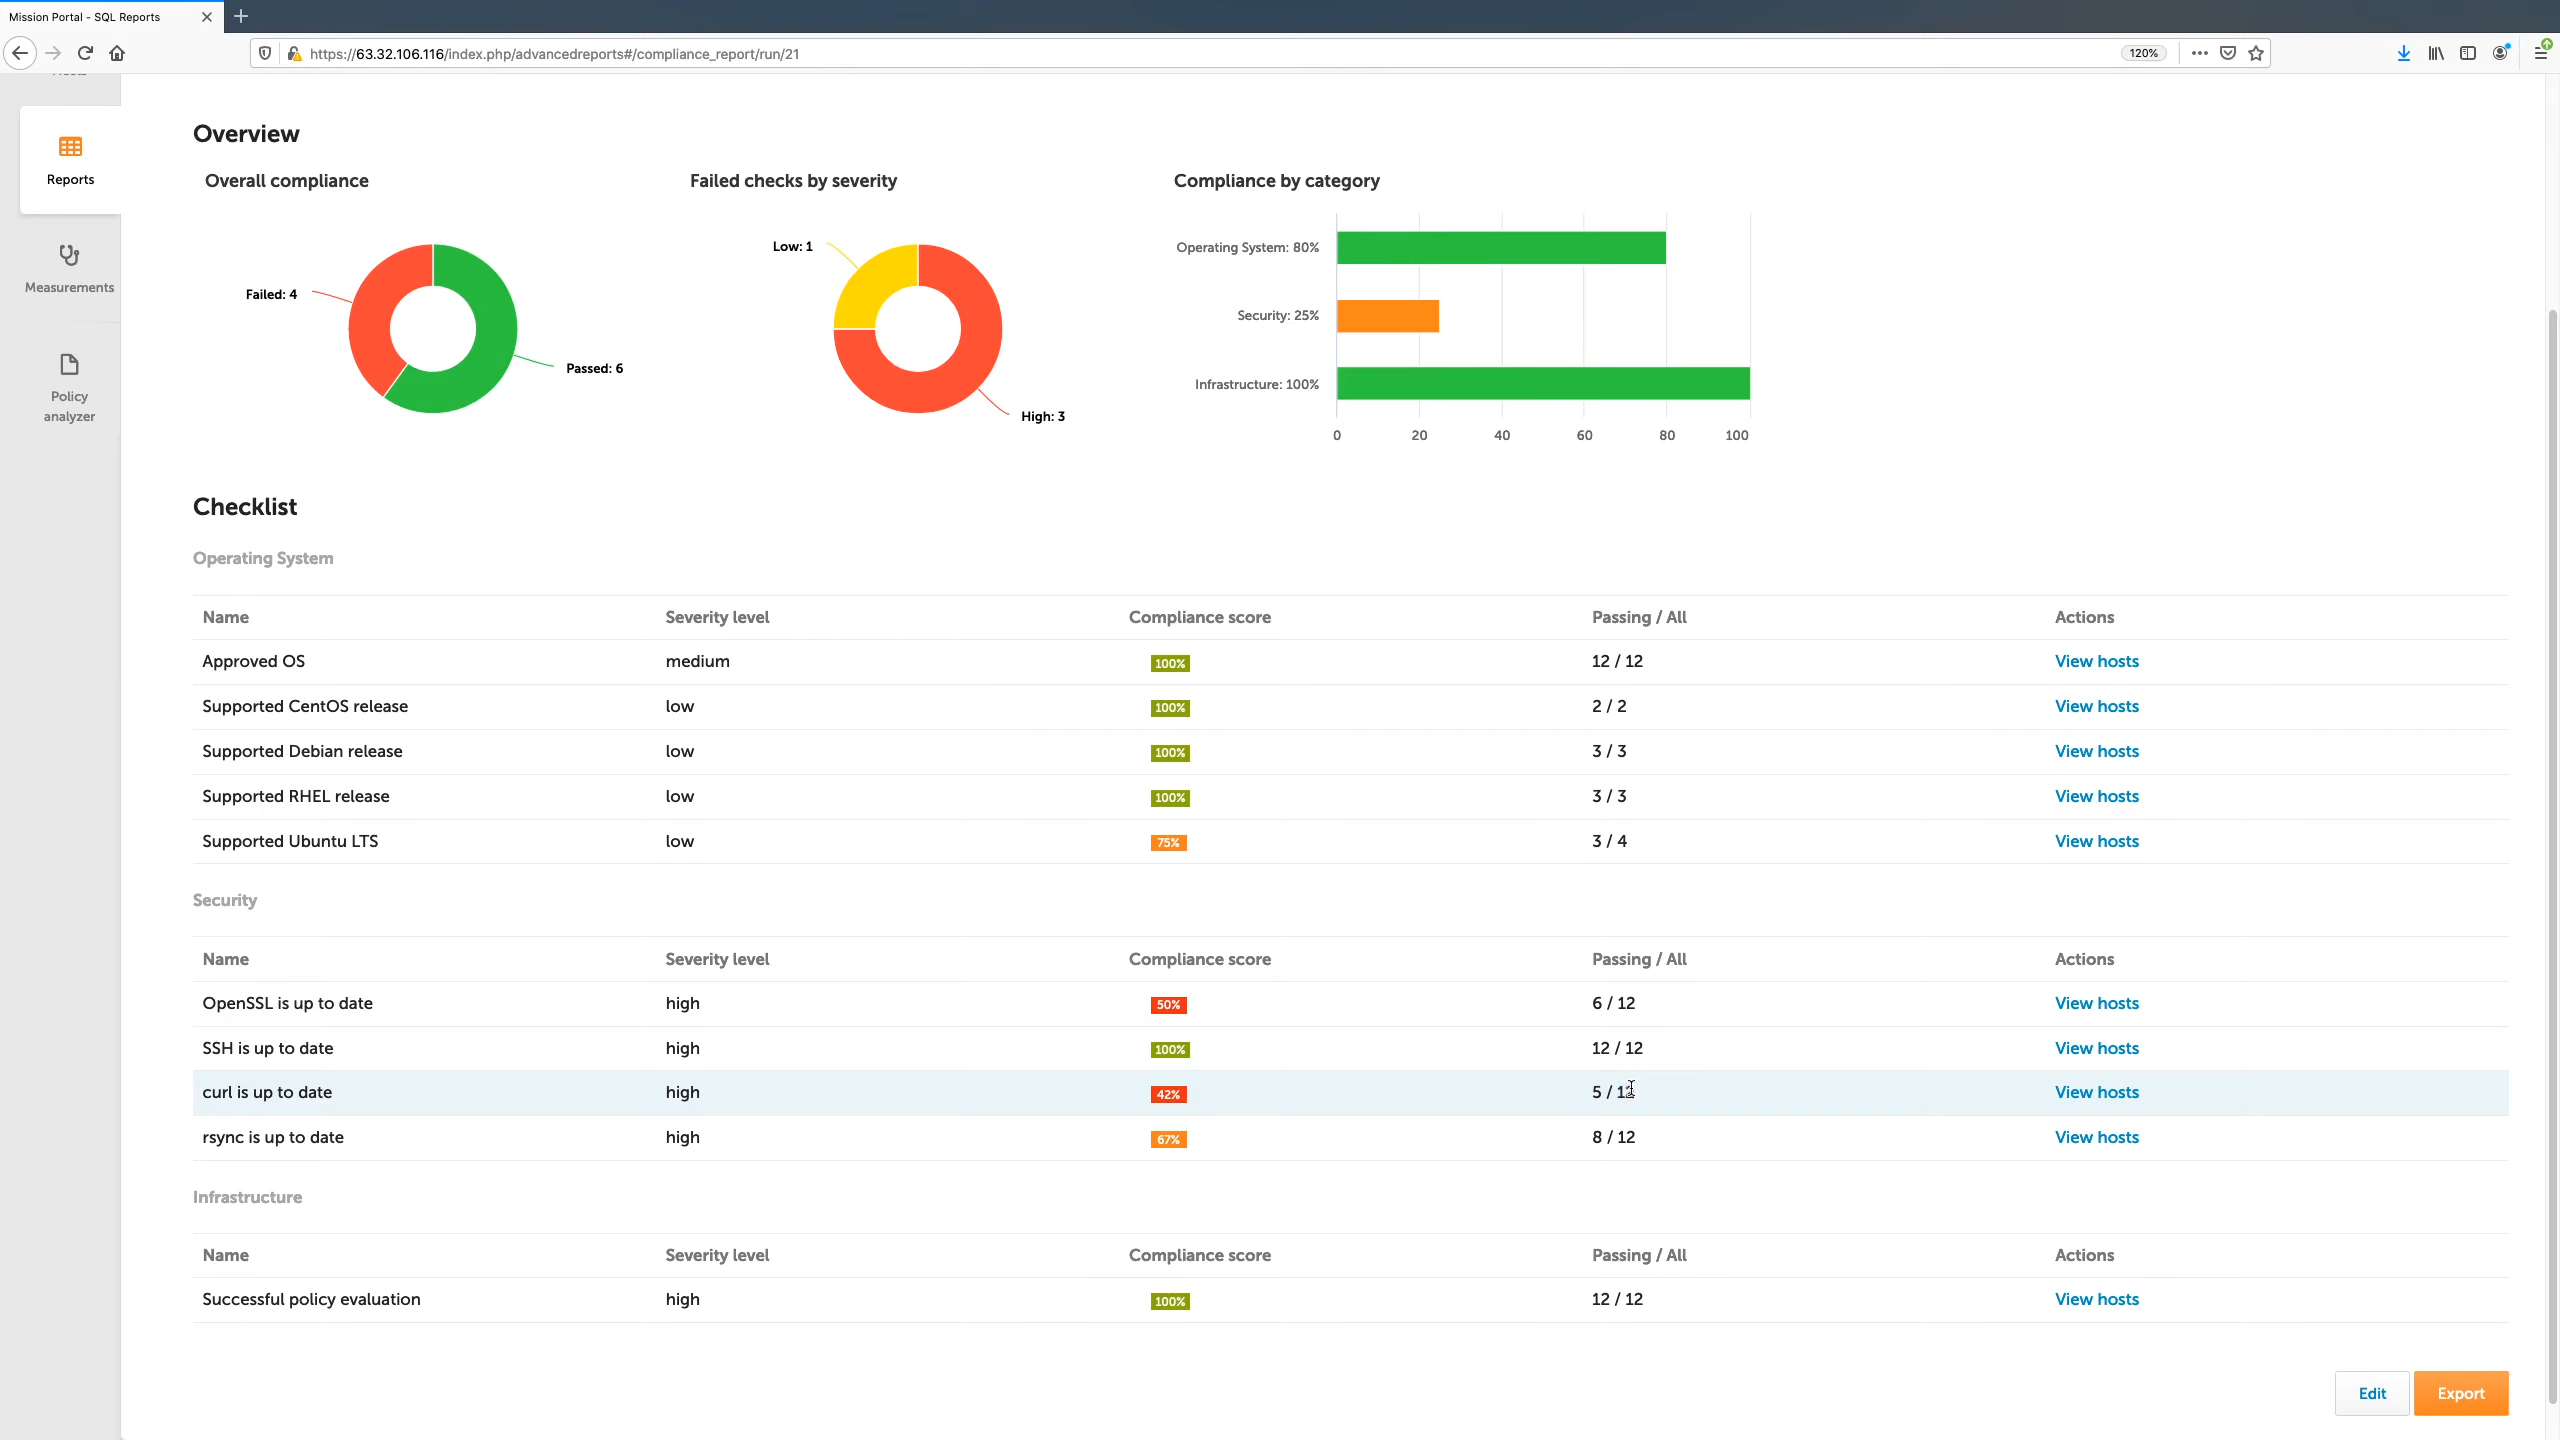 Mission Portal - SQL Reports
https://63.32.106.116/index.php/advancedreports#/compliance_report/run/21
120%
Reports
Measurements
Policy
analyzer
Overview
Overall compliance
Failed: 4
Passed: 6
Failed checks by severity
Low: 1
High: 3
Compliance by category
Operating System: 80%
Security: 25%
Infrastructure: 100%
0 20 40 60 80 100
Checklist
Operating System
Name Severity level Compliance score Passing / All Actions
Approved OS medium 100% 12 / 12 View hosts
Supported CentOS release low 100% 2 / 2 View hosts
Supported Debian release low 100% 3 / 3 View hosts
Supported RHEL release low 100% 3 / 3 View hosts
Supported Ubuntu LTS low 75% 3 / 4 View hosts
Security
Name Severity level Compliance score Passing / All Actions
OpenSSL is up to date high 50% 6 / 12 View hosts
SSH is up to date high 100% 12 / 12 View hosts
curl is up to date high 42% 5 / 12 View hosts
rsync is up to date high 67% 8 / 12 View hosts
Infrastructure
Name Severity level Compliance score Passing / All Actions
Successful policy evaluation high 100% 12 / 12 View hosts
Edit Export